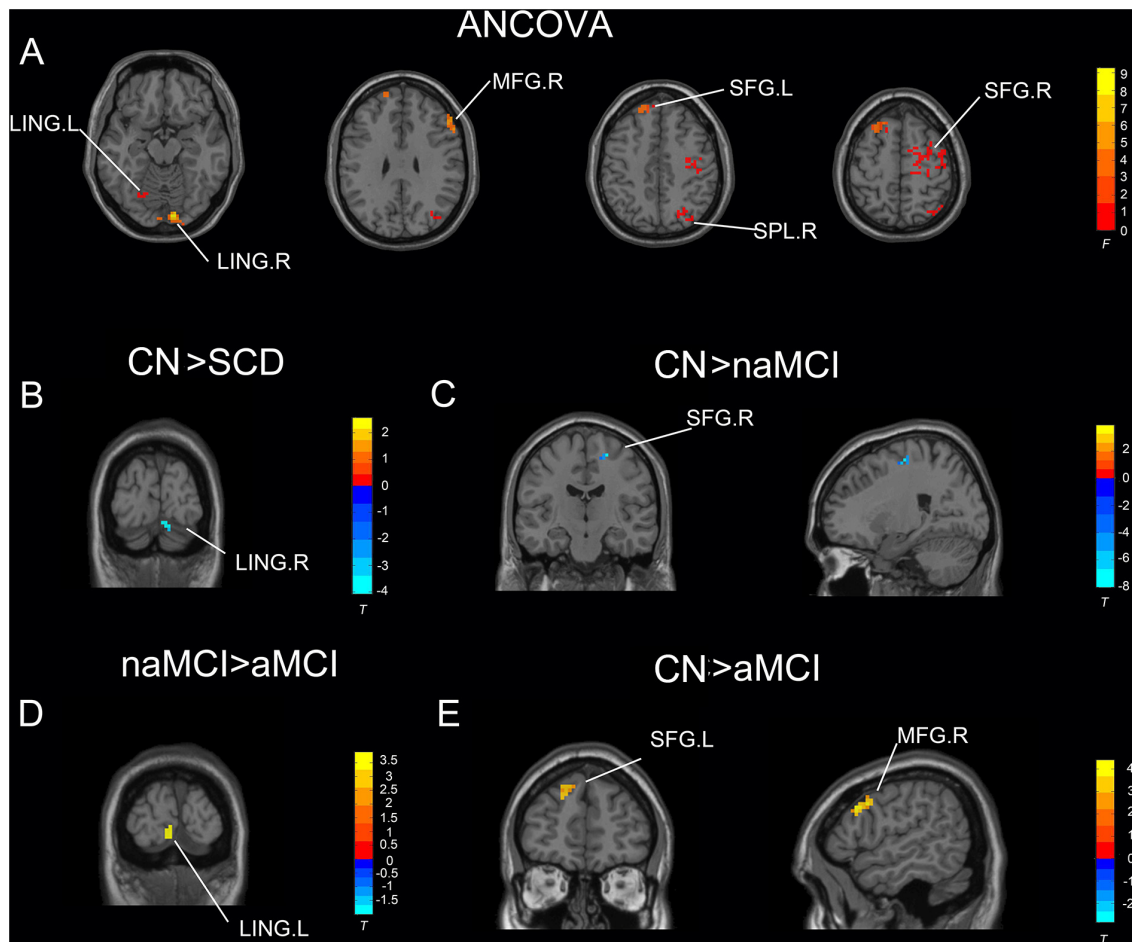 ANCOVA
A
LING.L
LING.R
MFG.R
SFG.L
SPL.R
SFG.R
9
8
7
6
5
4
3
2
1
0
F
CN>SCD
B
LING.R
2
1
0
-1
-2
-3
-4
T
CN>naMCI
C
SFG.R
2
0
-2
-4
-6
-8
T
naMCI>aMCI
D
LING.L
3.5
3
2.5
2
1.5
1
0.5
0
-0.5
-1
-1.5
T
CN>aMCI
E
SFG.L
MFG.R
4
3
2
1
0
-1
-2
T